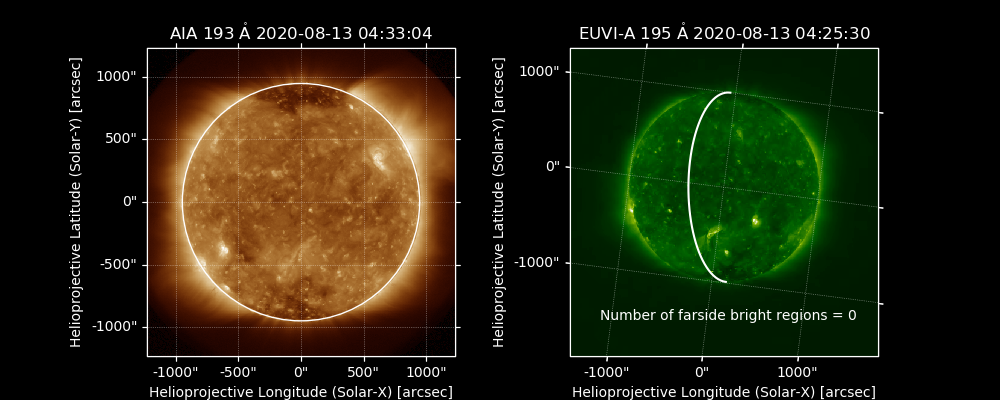 AIA 193 Å 2020-08-13 04:33:04
EUVI-A 195 Å 2020-08-13 04:25:30
Helioprojective Latitude (Solar-Y) [arcsec]
1000"
500"
0"
-500"
-1000"
-1000"
-500"
0"
500"
1000"
Helioprojective Longitude (Solar-X) [arcsec]
Helioprojective Latitude (Solar-Y) [arcsec]
1000"
0"
-1000"
Number of farside bright regions = 0
-1000"
0"
1000"
Helioprojective Longitude (Solar-X) [arcsec]